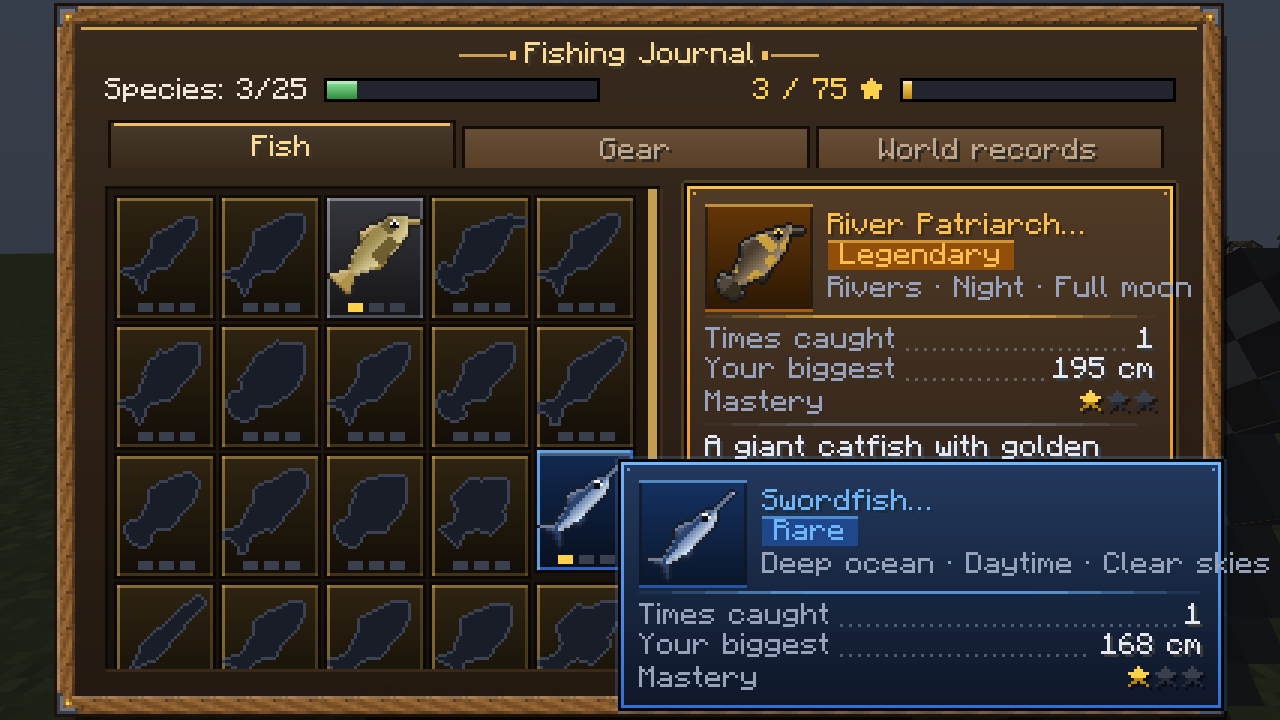 Fishing Journal
Species: 3/25
3 / 75
Fish
Gear
World records
River Patriarch...
Legendary
Rivers · Night · Full moon
Times caught 1
Your biggest 195 cm
Mastery
A giant catfish with golden
Swordfish...
Rare
Deep ocean · Daytime · Clear skies
Times caught 1
Your biggest 168 cm
Mastery